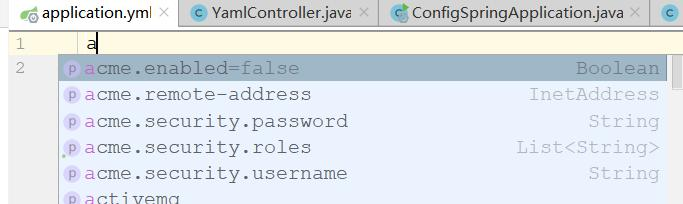 application.yml YamlController.java ConfigSpringApplication.java
1 a
2 acme.enabled=false Boolean
acme.remote-address InetAddress
acme.security.password String
acme.security.roles List<String>
acme.security.username String
activemq